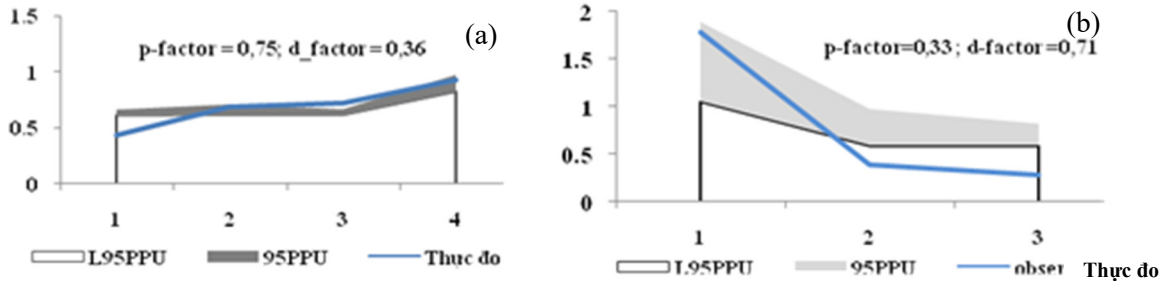 1.5
(a)
p-factor = 0,75; d_factor = 0,36
1
0.5
0
1 2 3 4
L95PPU 95PPU Thực đo
2
(b)
p-factor=0,33 ; d-factor=0,71
1.5
1
0.5
0
1 2 3
L95PPU 95PPU obser Thực đo